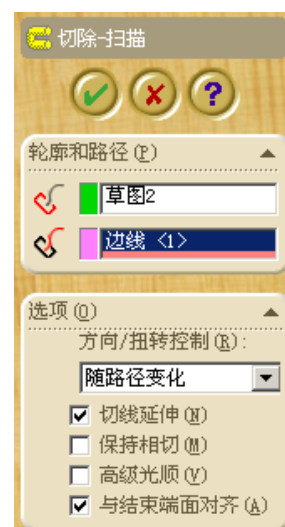 切除-扫描
?
轮廓和路径(P)
草图2
边线 <1>
选项(O)
方向/扭转控制(R):
随路径变化
切线延伸(N)
保持相切(M)
高级光顺(V)
与结束端面对齐(A)